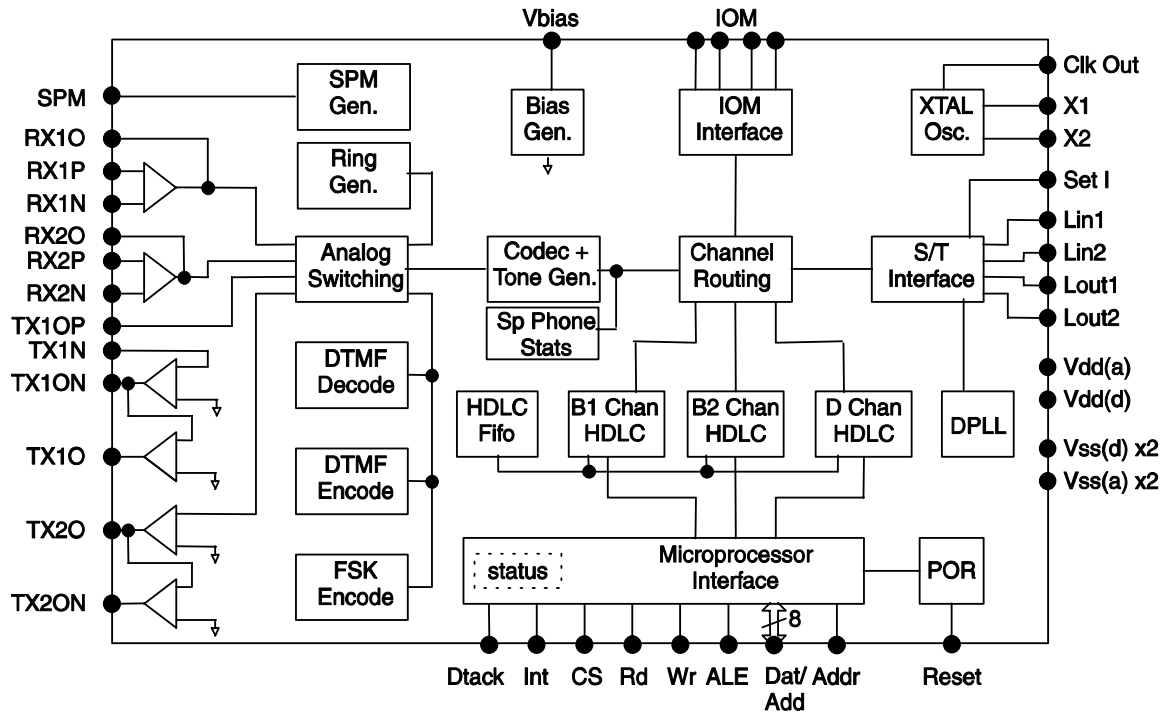 Vbias
IOM
SPM
RX1O
RX1P
RX1N
RX2O
RX2P
RX2N
TX1OP
TX1N
TX1ON
TX1O
TX2O
TX2ON
SPM
Gen.
Ring
Gen.
Analog
Switching
DTMF
Decode
DTMF
Encode
FSK
Encode
Bias
Gen.
Codec +
Tone Gen.
Sp Phone
Stats
HDLC
Fifo
B1 Chan
HDLC
B2 Chan
HDLC
D Chan
HDLC
IOM
Interface
Channel
Routing
XTAL
Osc.
S/T
Interface
DPLL
status
Microprocessor
Interface
POR
8
Clk Out
X1
X2
Set I
Lin1
Lin2
Lout1
Lout2
Vdd(a)
Vdd(d)
Vss(d) x2
Vss(a) x2
Dtack
Int
CS
Rd
Wr
ALE
Dat/
Add
Addr
Reset